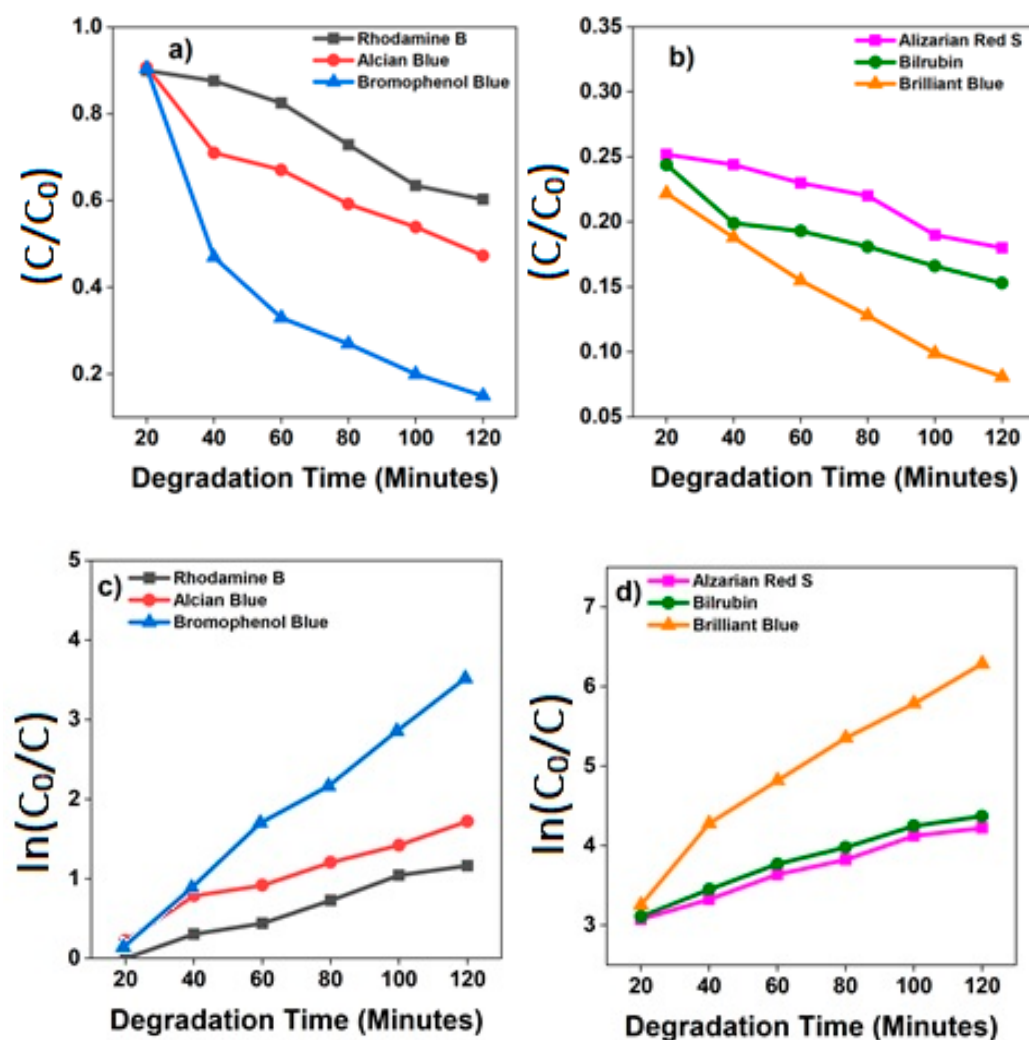 a)
Rhodamine B
Alcian Blue
Bromophenol Blue
1.0
0.8
0.6
0.4
0.2
(C/C₀)
20 40 60 80 100 120
Degradation Time (Minutes)
b)
Alizarian Red S
Bilrubin
Brilliant Blue
0.35
0.30
0.25
0.20
0.15
0.10
0.05
(C/C₀)
20 40 60 80 100 120
Degradation Time (Minutes)
c)
Rhodamine B
Alcian Blue
Bromophenol Blue
5
4
3
2
1
0
ln(C₀/C)
20 40 60 80 100 120
Degradation Time (Minutes)
d)
Alzarian Red S
Bilrubin
Brilliant Blue
7
6
5
4
3
ln(C₀/C)
20 40 60 80 100 120
Degradation Time (Minutes)